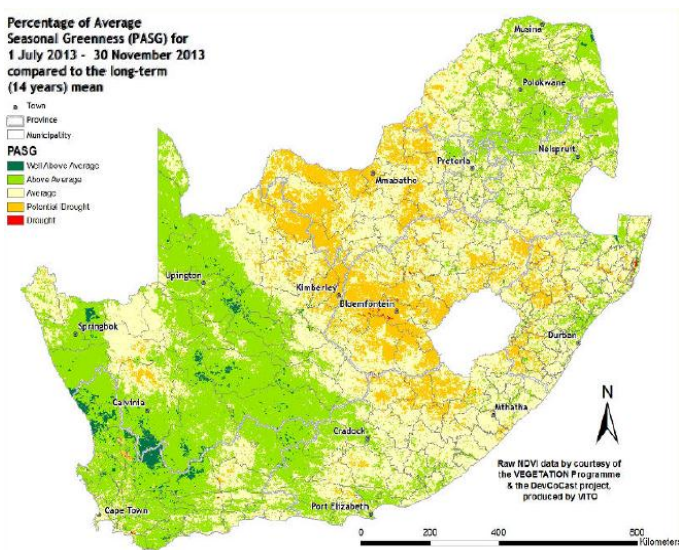 Percentage of Average
Seasonal Greenness (PASG) for
1 July 2013 - 30 November 2013
compared to the long-term
(14 years) mean
Town
Province
Municipality
PASG
Well Above Average
Above Average
Average
Potential Drought
Drought
Musina
Polokwane
Pretoria
Nelspruit
Mmabatho
Upington
Kimberley
Bloemfontein
Springbok
Durban
Calvinia
Mthatha
Cradock
Cape Town
Port Elizabeth
N
Raw NDVI data by courtesy of
the VEGETATION Programme
& the DevCoCast project,
produced by VITO
0 200 400 600 800
Kilometers